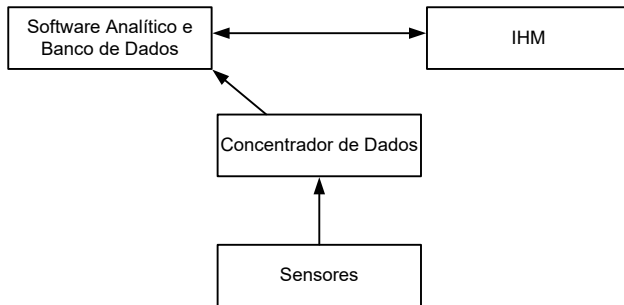 Software Analítico e
Banco de Dados
IHM
Concentrador de Dados
Sensores